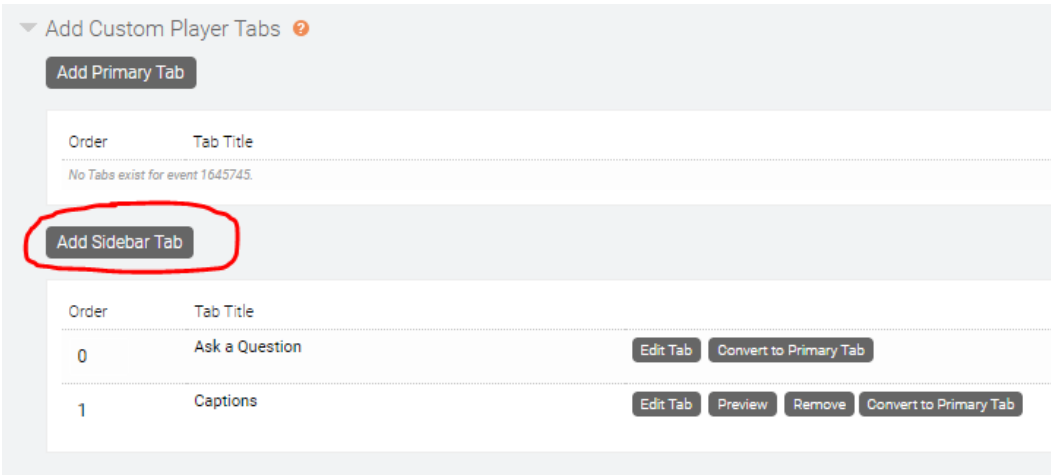 Add Custom Player Tabs ?
Add Primary Tab
Order Tab Title
No Tabs exist for event 1645745.
Add Sidebar Tab
Order Tab Title
0 Ask a Question Edit Tab Convert to Primary Tab
1 Captions Edit Tab Preview Remove Convert to Primary Tab